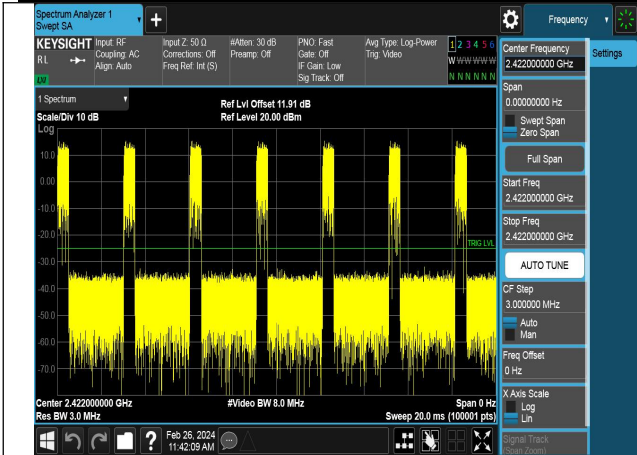 Spectrum Analyzer 1
Swept SA
+
Frequency
KEYSIGHT
Input: RF
Input Z: 50 Ω
#Atten: 30 dB
PNO: Fast
Avg Type: Log-Power
1 2 3 4 5 6
RL
Coupling: AC
Corrections: Off
Preamp: Off
Gate: Off
Trig: Video
Align: Auto
Freq Ref: Int (S)
IF Gain: Low
W W W W W W
Sig Track: Off
N N N N N N
LXI
1 Spectrum
Ref Lvl Offset 11.91 dB
Scale/Div 10 dB
Ref Level 20.00 dBm
Log
10.0
0.00
-10.0
-20.0
TRIG LVL
-30.0
-40.0
-50.0
-60.0
-70.0
Center 2.422000000 GHz
#Video BW 8.0 MHz
Span 0 Hz
Res BW 3.0 MHz
Sweep 20.0 ms (100001 pts)
Center Frequency
2.422000000 GHz
Settings
Span
0.00000000 Hz
Swept Span
Zero Span
Full Span
Start Freq
2.422000000 GHz
Stop Freq
2.422000000 GHz
AUTO TUNE
CF Step
3.000000 MHz
Auto
Man
Freq Offset
0 Hz
X Axis Scale
Log
Lin
Signal Track
(Span Zoom)
?
Feb 26, 2024
11:42:09 AM